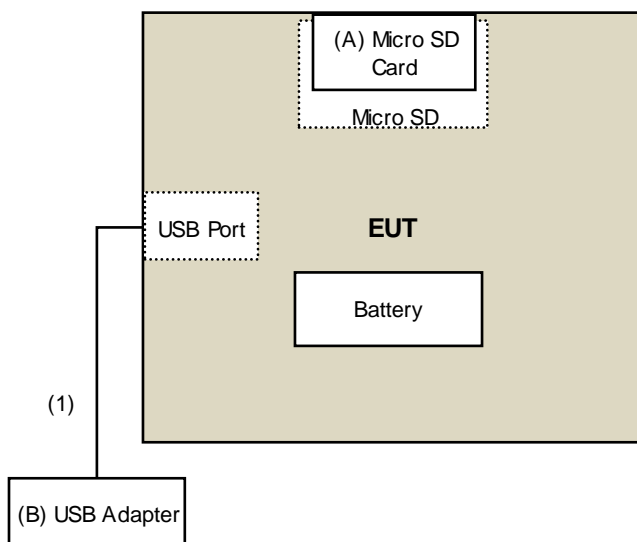 (A) Micro SD
Card
Micro SD
USB Port
EUT
Battery
(1)
(B) USB Adapter